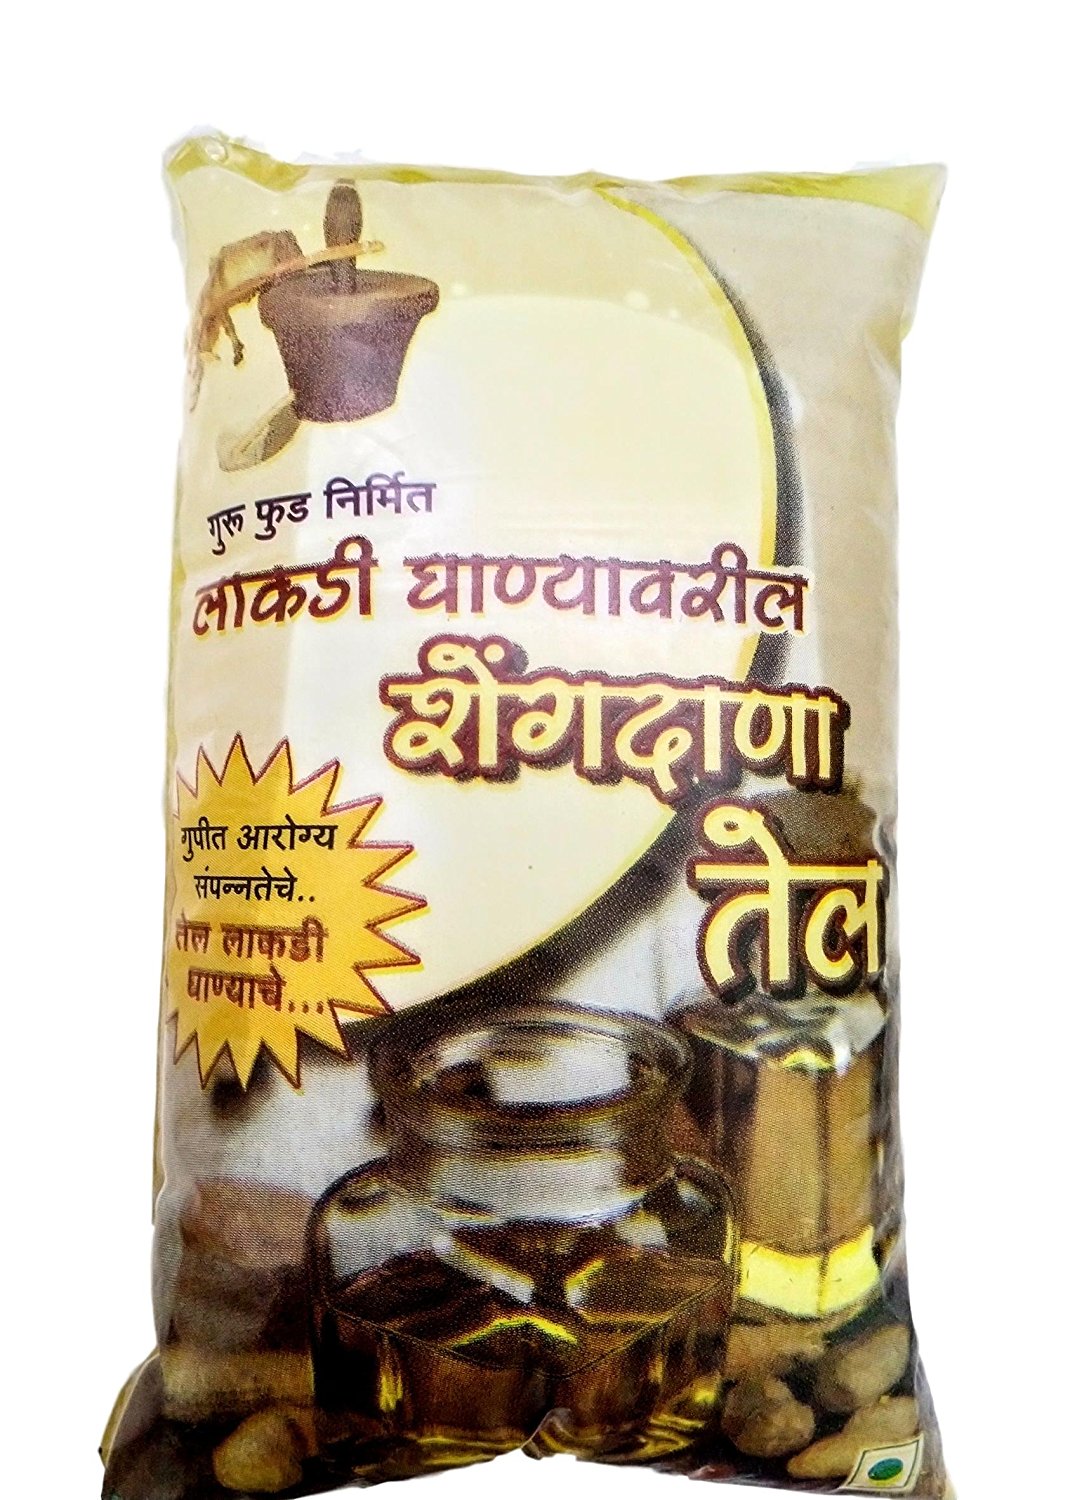 गुरू फुड निर्मित
लाकडी घाण्यावरील
शेंगदाणा
तेल
गुपीत आरोग्य
संपन्नतेचे..
तेल लाकडी
घाण्याचे...